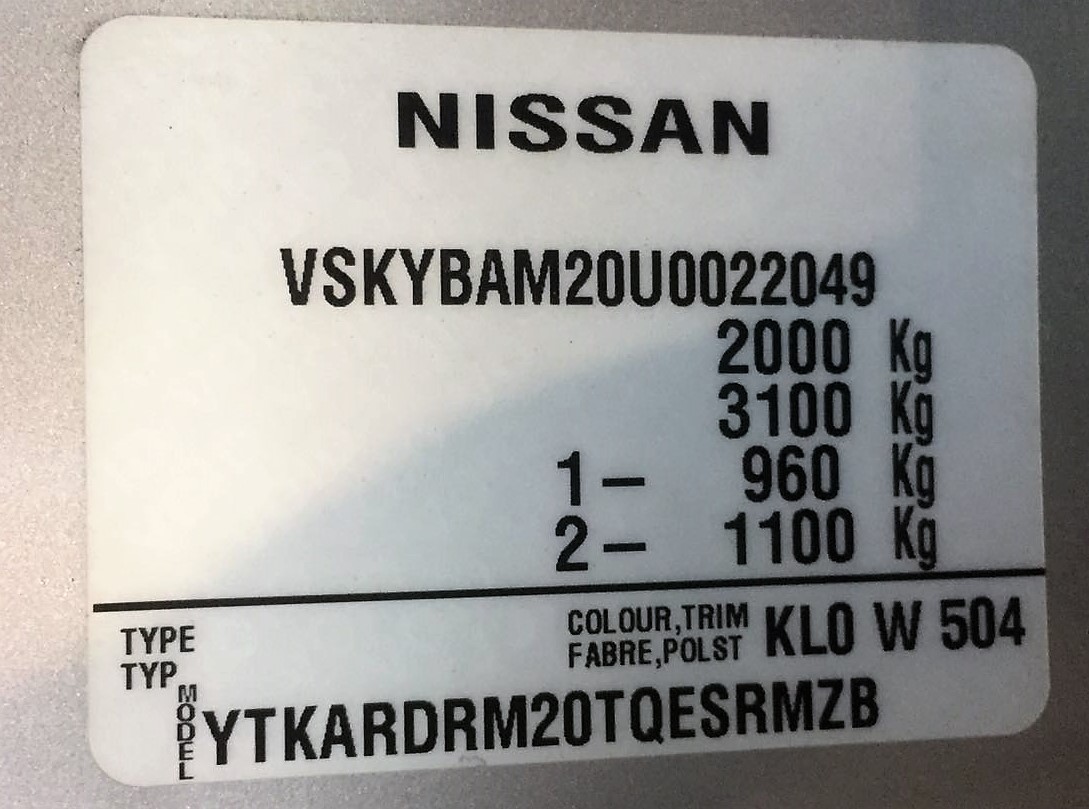 NISSAN
VSKYBAM20U0022049
2000 Kg
3100 Kg
1- 960 Kg
2- 1100 Kg
TYPE
TYP
COLOUR,TRIM
FABRE,POLST
KL0 W 504
MODEL
YTKARDRM20TQESRMZB